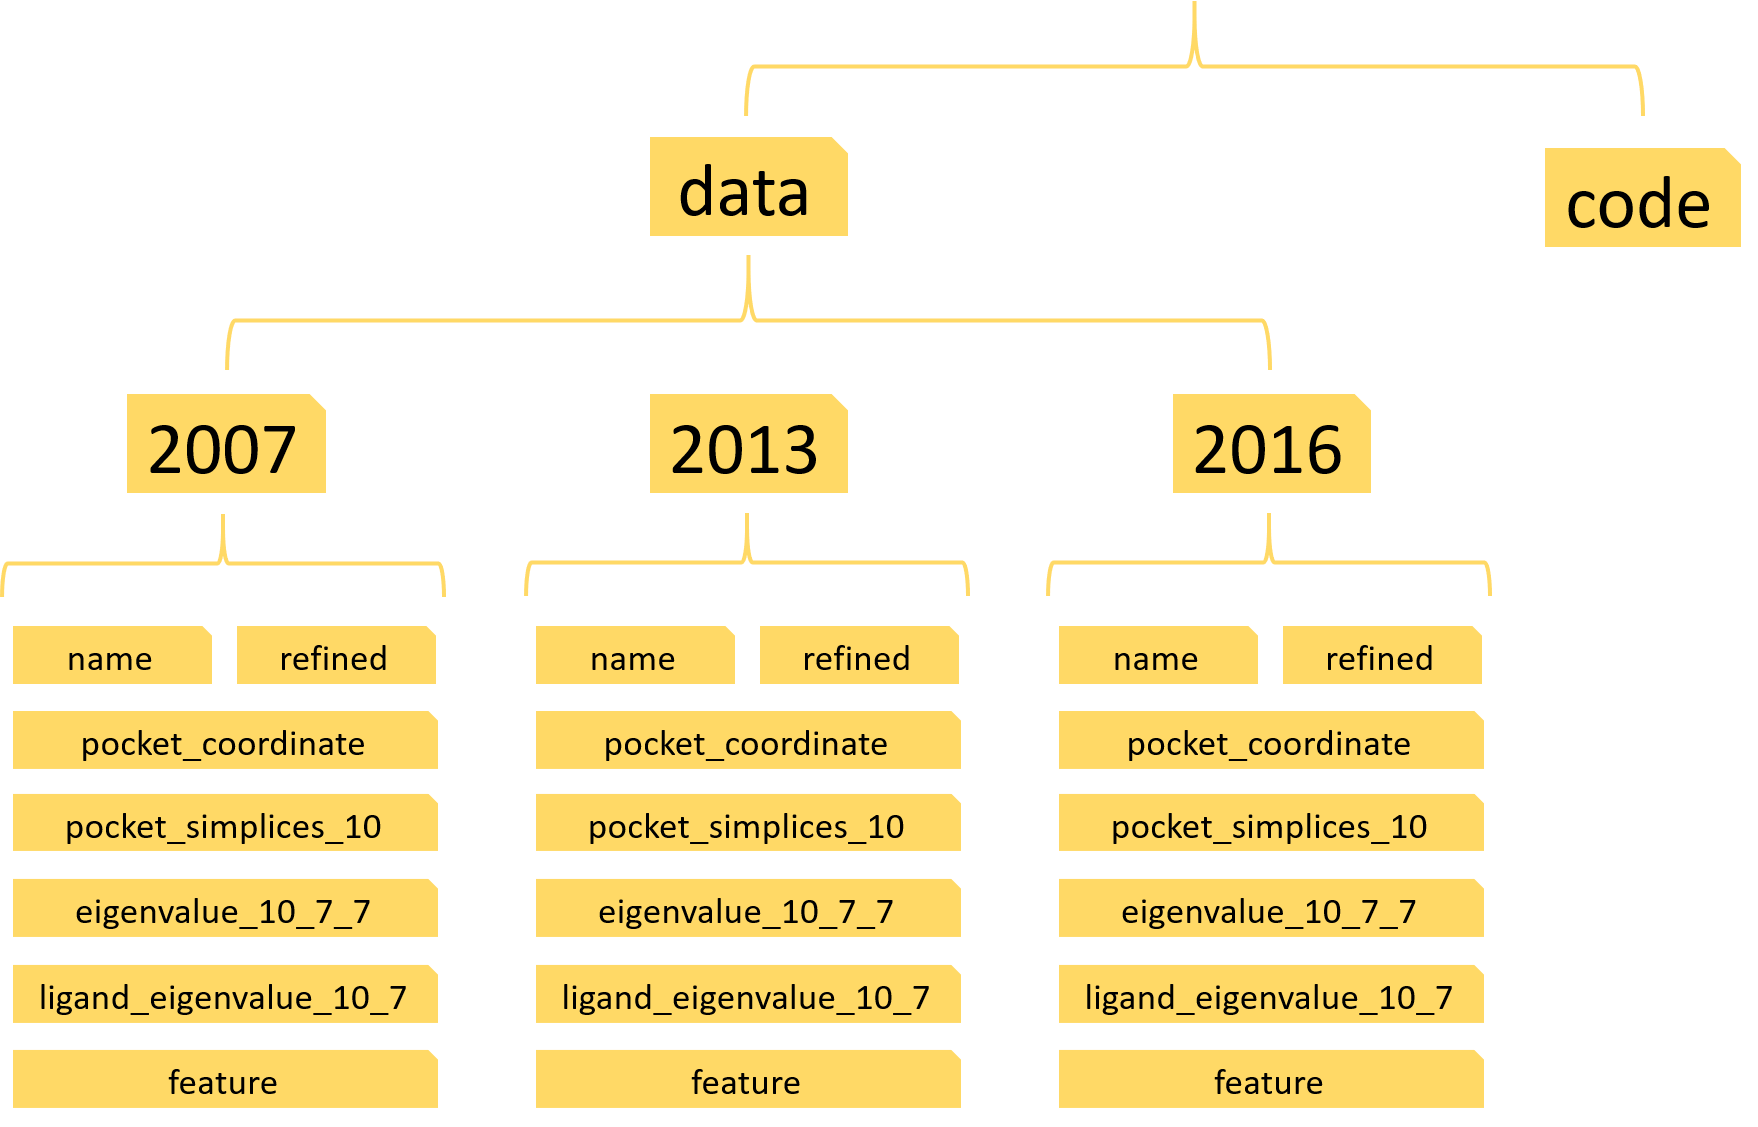 data
code
2007
2013
2016
name refined
name refined
name refined
pocket_coordinate
pocket_coordinate
pocket_coordinate
pocket_simplices_10
pocket_simplices_10
pocket_simplices_10
eigenvalue_10_7_7
eigenvalue_10_7_7
eigenvalue_10_7_7
ligand_eigenvalue_10_7
ligand_eigenvalue_10_7
ligand_eigenvalue_10_7
feature
feature
feature